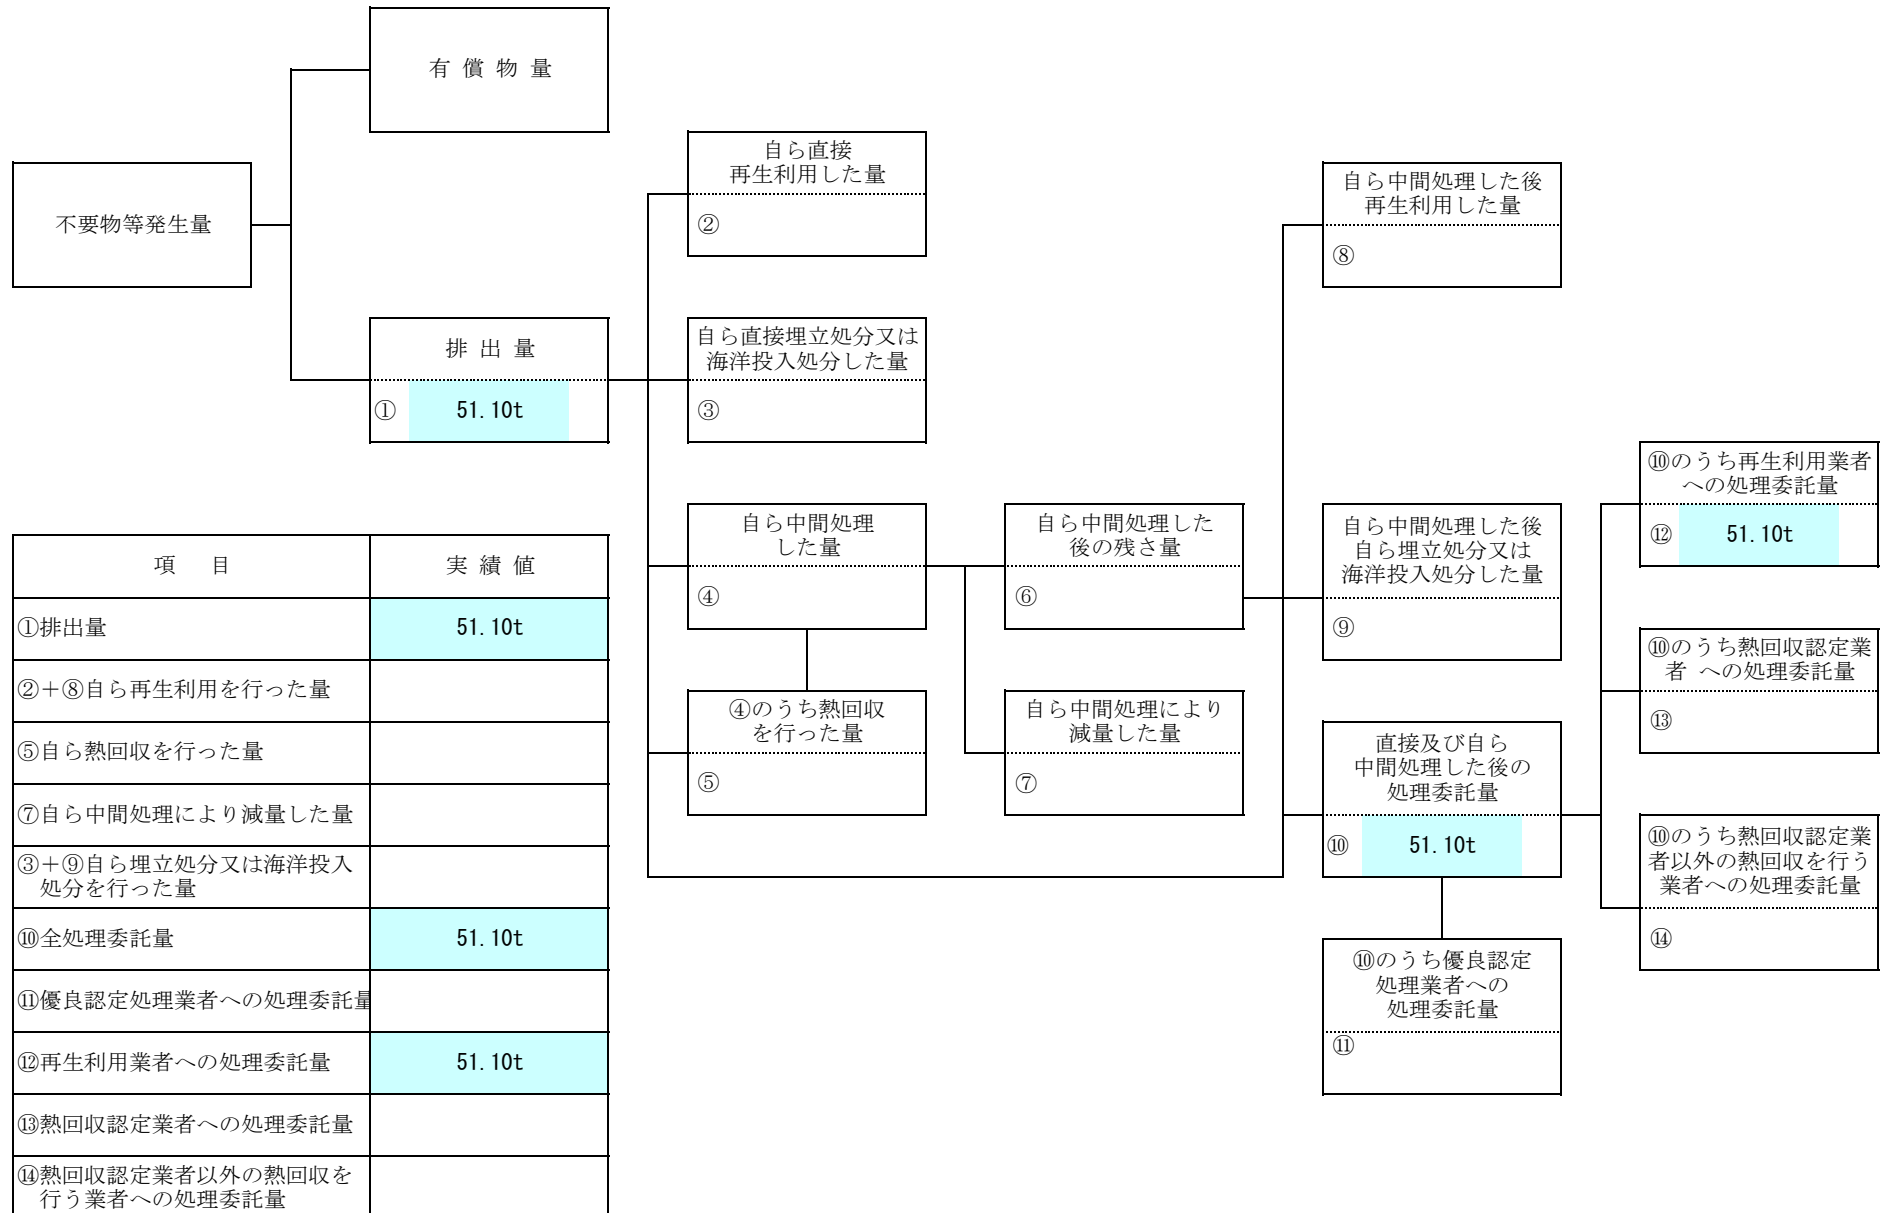 有償物量
不要物等発生量
排出量
① 51.10t
自ら直接
再生利用した量
②
自ら直接埋立処分又は
海洋投入処分した量
③
自ら中間処理
した量
④
④のうち熱回収
を行った量
⑤
自ら中間処理した
後の残さ量
⑥
自ら中間処理により
減量した量
⑦
自ら中間処理した後
再生利用した量
⑧
自ら中間処理した後
自ら埋立処分又は
海洋投入処分した量
⑨
直接及び自ら
中間処理した後の
処理委託量
⑩ 51.10t
⑩のうち優良認定
処理業者への
処理委託量
⑪
⑩のうち再生利用業者
への処理委託量
⑫ 51.10t
⑩のうち熱回収認定業
者 への処理委託量
⑬
⑩のうち熱回収認定業
者以外の熱回収を行う
業者への処理委託量
⑭
項 目 実績値
①排出量 51.10t
②＋⑧自ら再生利用を行った量
⑤自ら熱回収を行った量
⑦自ら中間処理により減量した量
③＋⑨自ら埋立処分又は海洋投入
処分を行った量
⑩全処理委託量 51.10t
⑪優良認定処理業者への処理委託量
⑫再生利用業者への処理委託量 51.10t
⑬熱回収認定業者への処理委託量
⑭熱回収認定業者以外の熱回収を
行う業者への処理委託量